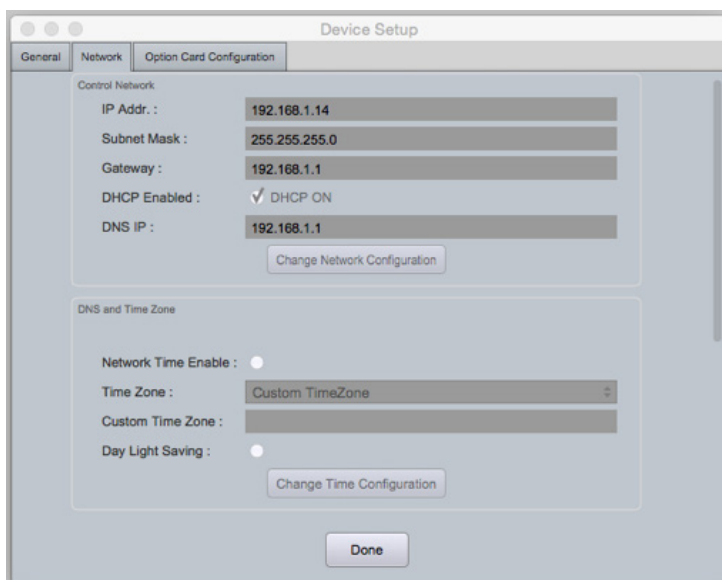 Device Setup
General Network Option Card Configuration
Control Network
IP Addr. : 192.168.1.14
Subnet Mask : 255.255.255.0
Gateway : 192.168.1.1
DHCP Enabled : DHCP ON
DNS IP : 192.168.1.1
Change Network Configuration
DNS and Time Zone
Network Time Enable :
Time Zone : Custom TimeZone
Custom Time Zone :
Day Light Saving :
Change Time Configuration
Done